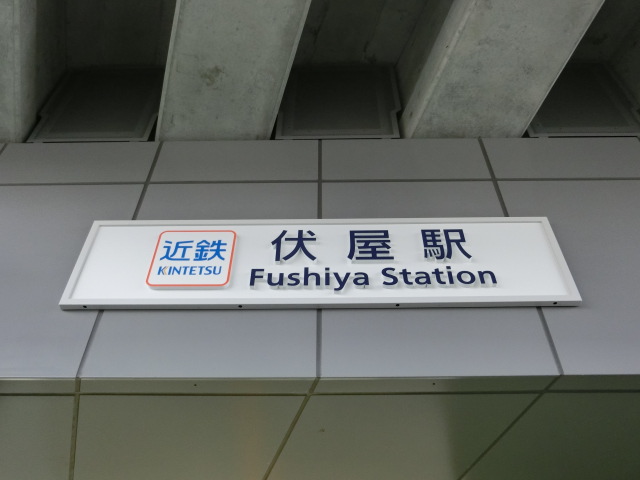 近鉄
KINTETSU
伏屋駅
Fushiya Station